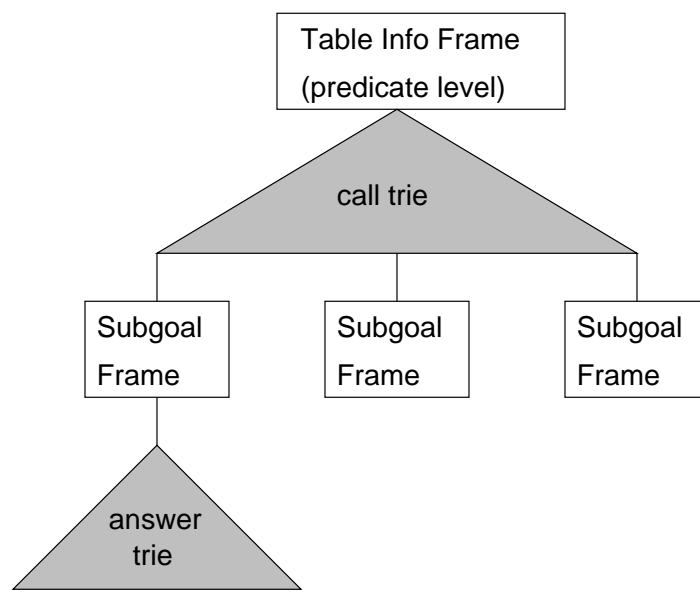 Table Info Frame
(predicate level)
call trie
Subgoal
Frame
Subgoal
Frame
Subgoal
Frame
answer
trie